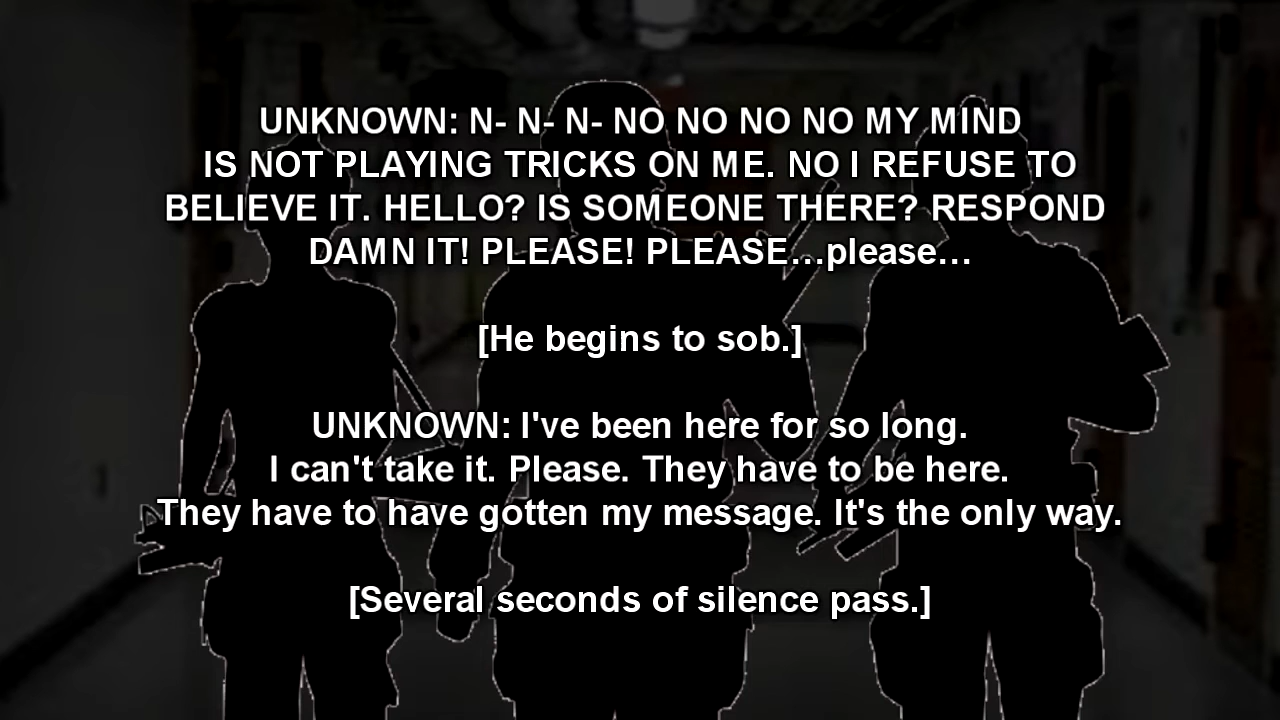 UNKNOWN: N- N- N- NO NO NO NO MY MIND
IS NOT PLAYING TRICKS ON ME. NO I REFUSE TO
BELIEVE IT. HELLO? IS SOMEONE THERE? RESPOND
DAMN IT! PLEASE! PLEASE…please…
[He begins to sob.]
UNKNOWN: I've been here for so long.
I can't take it. Please. They have to be here.
They have to have gotten my message. It's the only way.
[Several seconds of silence pass.]